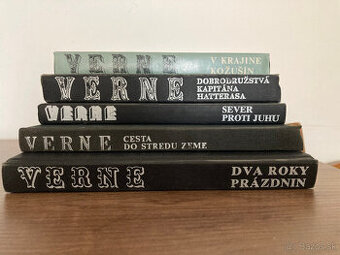 VERNE V KRAJINE
KOŽUŠÍN
VERNE DOBRODRUŽSTVÁ
KAPITÁNA
HATTERASA
VERNE SEVER
PROTI JUHU
VERNE CESTA
DO STREDU ZEME
VERNE DVA ROKY
PRÁZDNIN